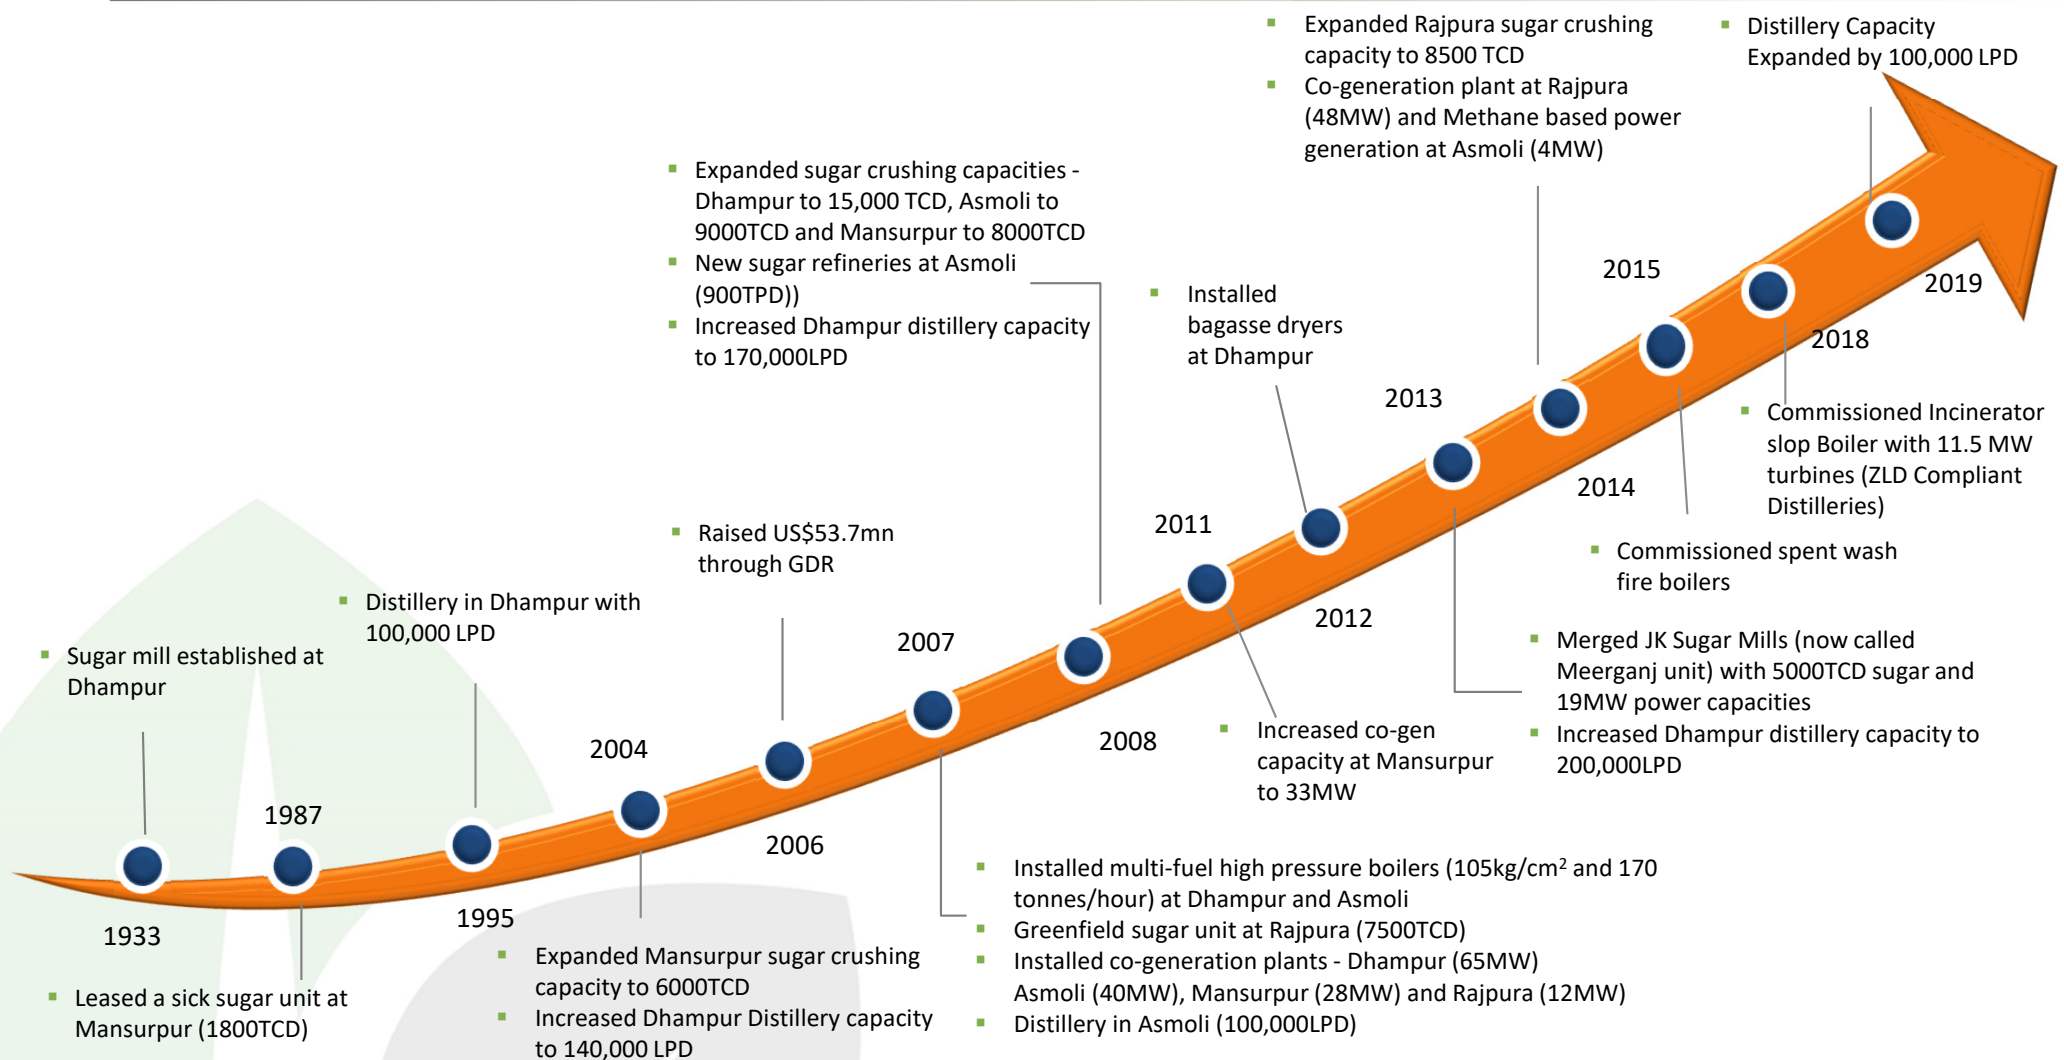 ▪ Expanded Rajpura sugar crushing
capacity to 8500 TCD
▪ Co-generation plant at Rajpura
(48MW) and Methane based power
generation at Asmoli (4MW)
▪ Distillery Capacity
Expanded by 100,000 LPD
▪ Expanded sugar crushing capacities -
Dhampur to 15,000 TCD, Asmoli to
9000TCD and Mansurpur to 8000TCD
▪ New sugar refineries at Asmoli
(900TPD))
▪ Increased Dhampur distillery capacity
to 170,000LPD
▪ Installed
bagasse dryers
at Dhampur
2015
2019
2018
2013
▪ Commissioned Incinerator
slop Boiler with 11.5 MW
turbines (ZLD Compliant
Distilleries)
2014
▪ Raised US$53.7mn
through GDR
2011
▪ Commissioned spent wash
fire boilers
▪ Distillery in Dhampur with
100,000 LPD
2012
▪ Sugar mill established at
Dhampur
2007
▪ Merged JK Sugar Mills (now called
Meerganj unit) with 5000TCD sugar and
19MW power capacities
▪ Increased Dhampur distillery capacity to
200,000LPD
2004
2008
▪ Increased co-gen
capacity at Mansurpur
to 33MW
1987
2006
1933
1995
▪ Installed multi-fuel high pressure boilers (105kg/cm² and 170
tonnes/hour) at Dhampur and Asmoli
▪ Greenfield sugar unit at Rajpura (7500TCD)
▪ Installed co-generation plants - Dhampur (65MW)
Asmoli (40MW), Mansurpur (28MW) and Rajpura (12MW)
▪ Distillery in Asmoli (100,000LPD)
▪ Expanded Mansurpur sugar crushing
capacity to 6000TCD
▪ Increased Dhampur Distillery capacity
to 140,000 LPD
▪ Leased a sick sugar unit at
Mansurpur (1800TCD)